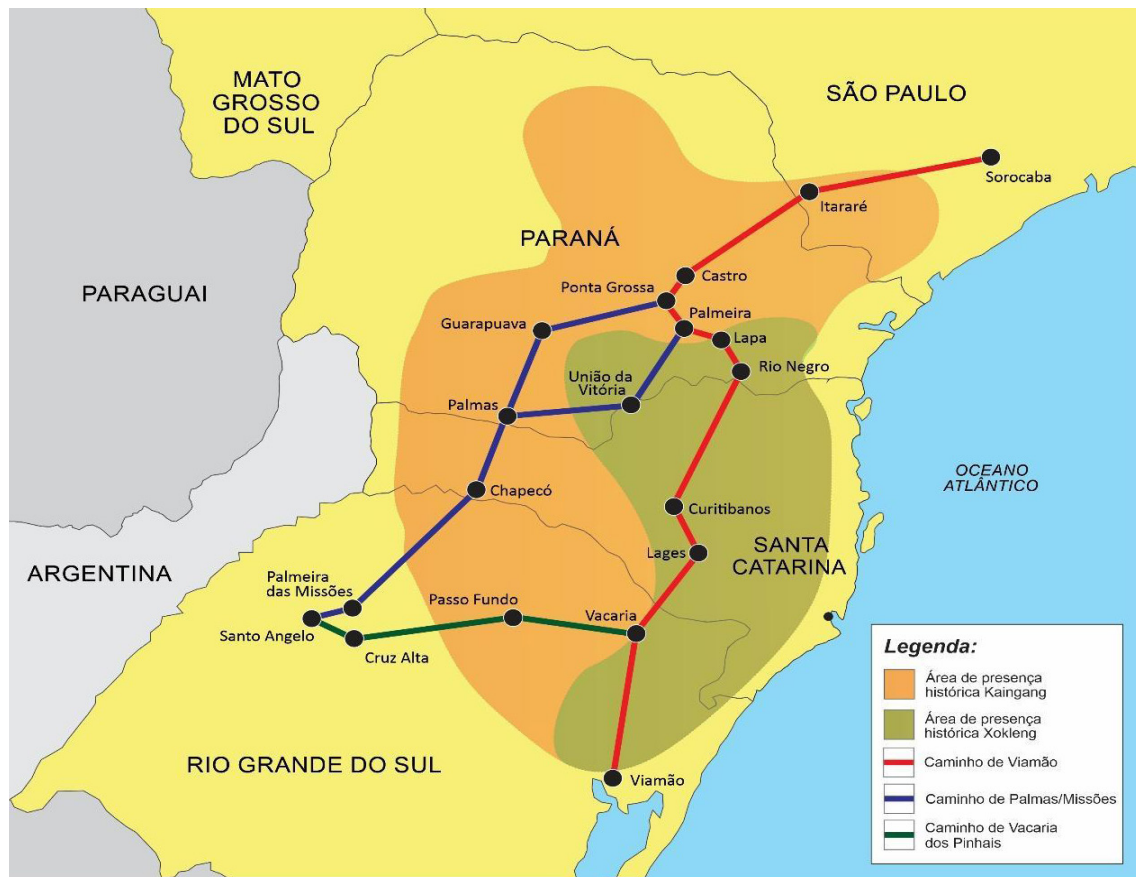 MATO
GROSSO
DO SUL
SÃO PAULO
Sorocaba
Itararé
PARANÁ
Castro
Ponta Grossa
PARAGUAI
Guarapuava
Palmeira
Lapa
Rio Negro
União da
Vitória
Palmas
Chapecó
OCEANO
ATLÂNTICO
Curitibanos
SANTA
CATARINA
Lages
ARGENTINA
Palmeira
das Missões
Passo Fundo
Vacaria
Santo Angelo
Cruz Alta
RIO GRANDE DO SUL
Viamão
Legenda:
Área de presença
histórica Kaingang
Área de presença
histórica Xokleng
Caminho de Viamão
Caminho de Palmas/Missões
Caminho de Vacaria
dos Pinhais